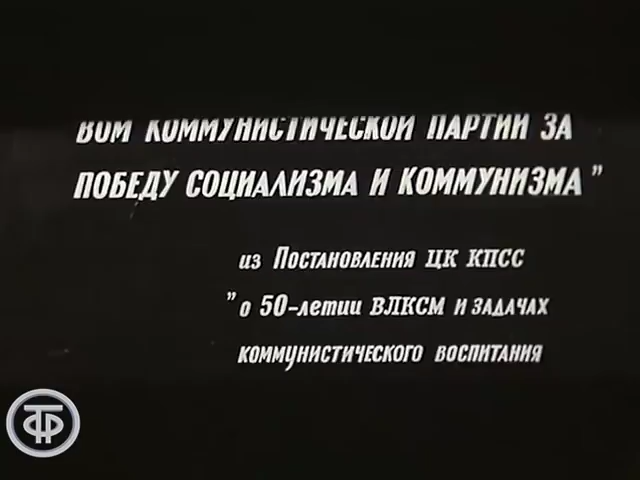 ВОМ КОММУНИСТИЧЕСКОЙ ПАРТИИ ЗА
ПОБЕДУ СОЦИАЛИЗМА И КОММУНИЗМА"
из Постановления ЦК КПСС
"о 50-летии ВЛКСМ и задачах
коммунистического воспитания